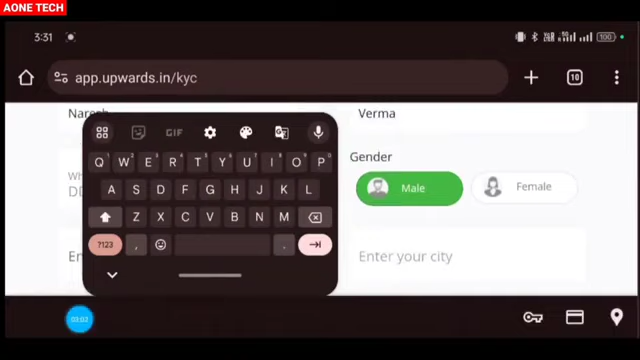 AONE TECH
3:31
100
app.upwards.in/kyc
10
Naresh
Verma
Gender
Male
Female
Enter your city
GIF
Q W E R T Y U I O P
A S D F G H J K L
Z X C V B N M
?123 , .
03:03